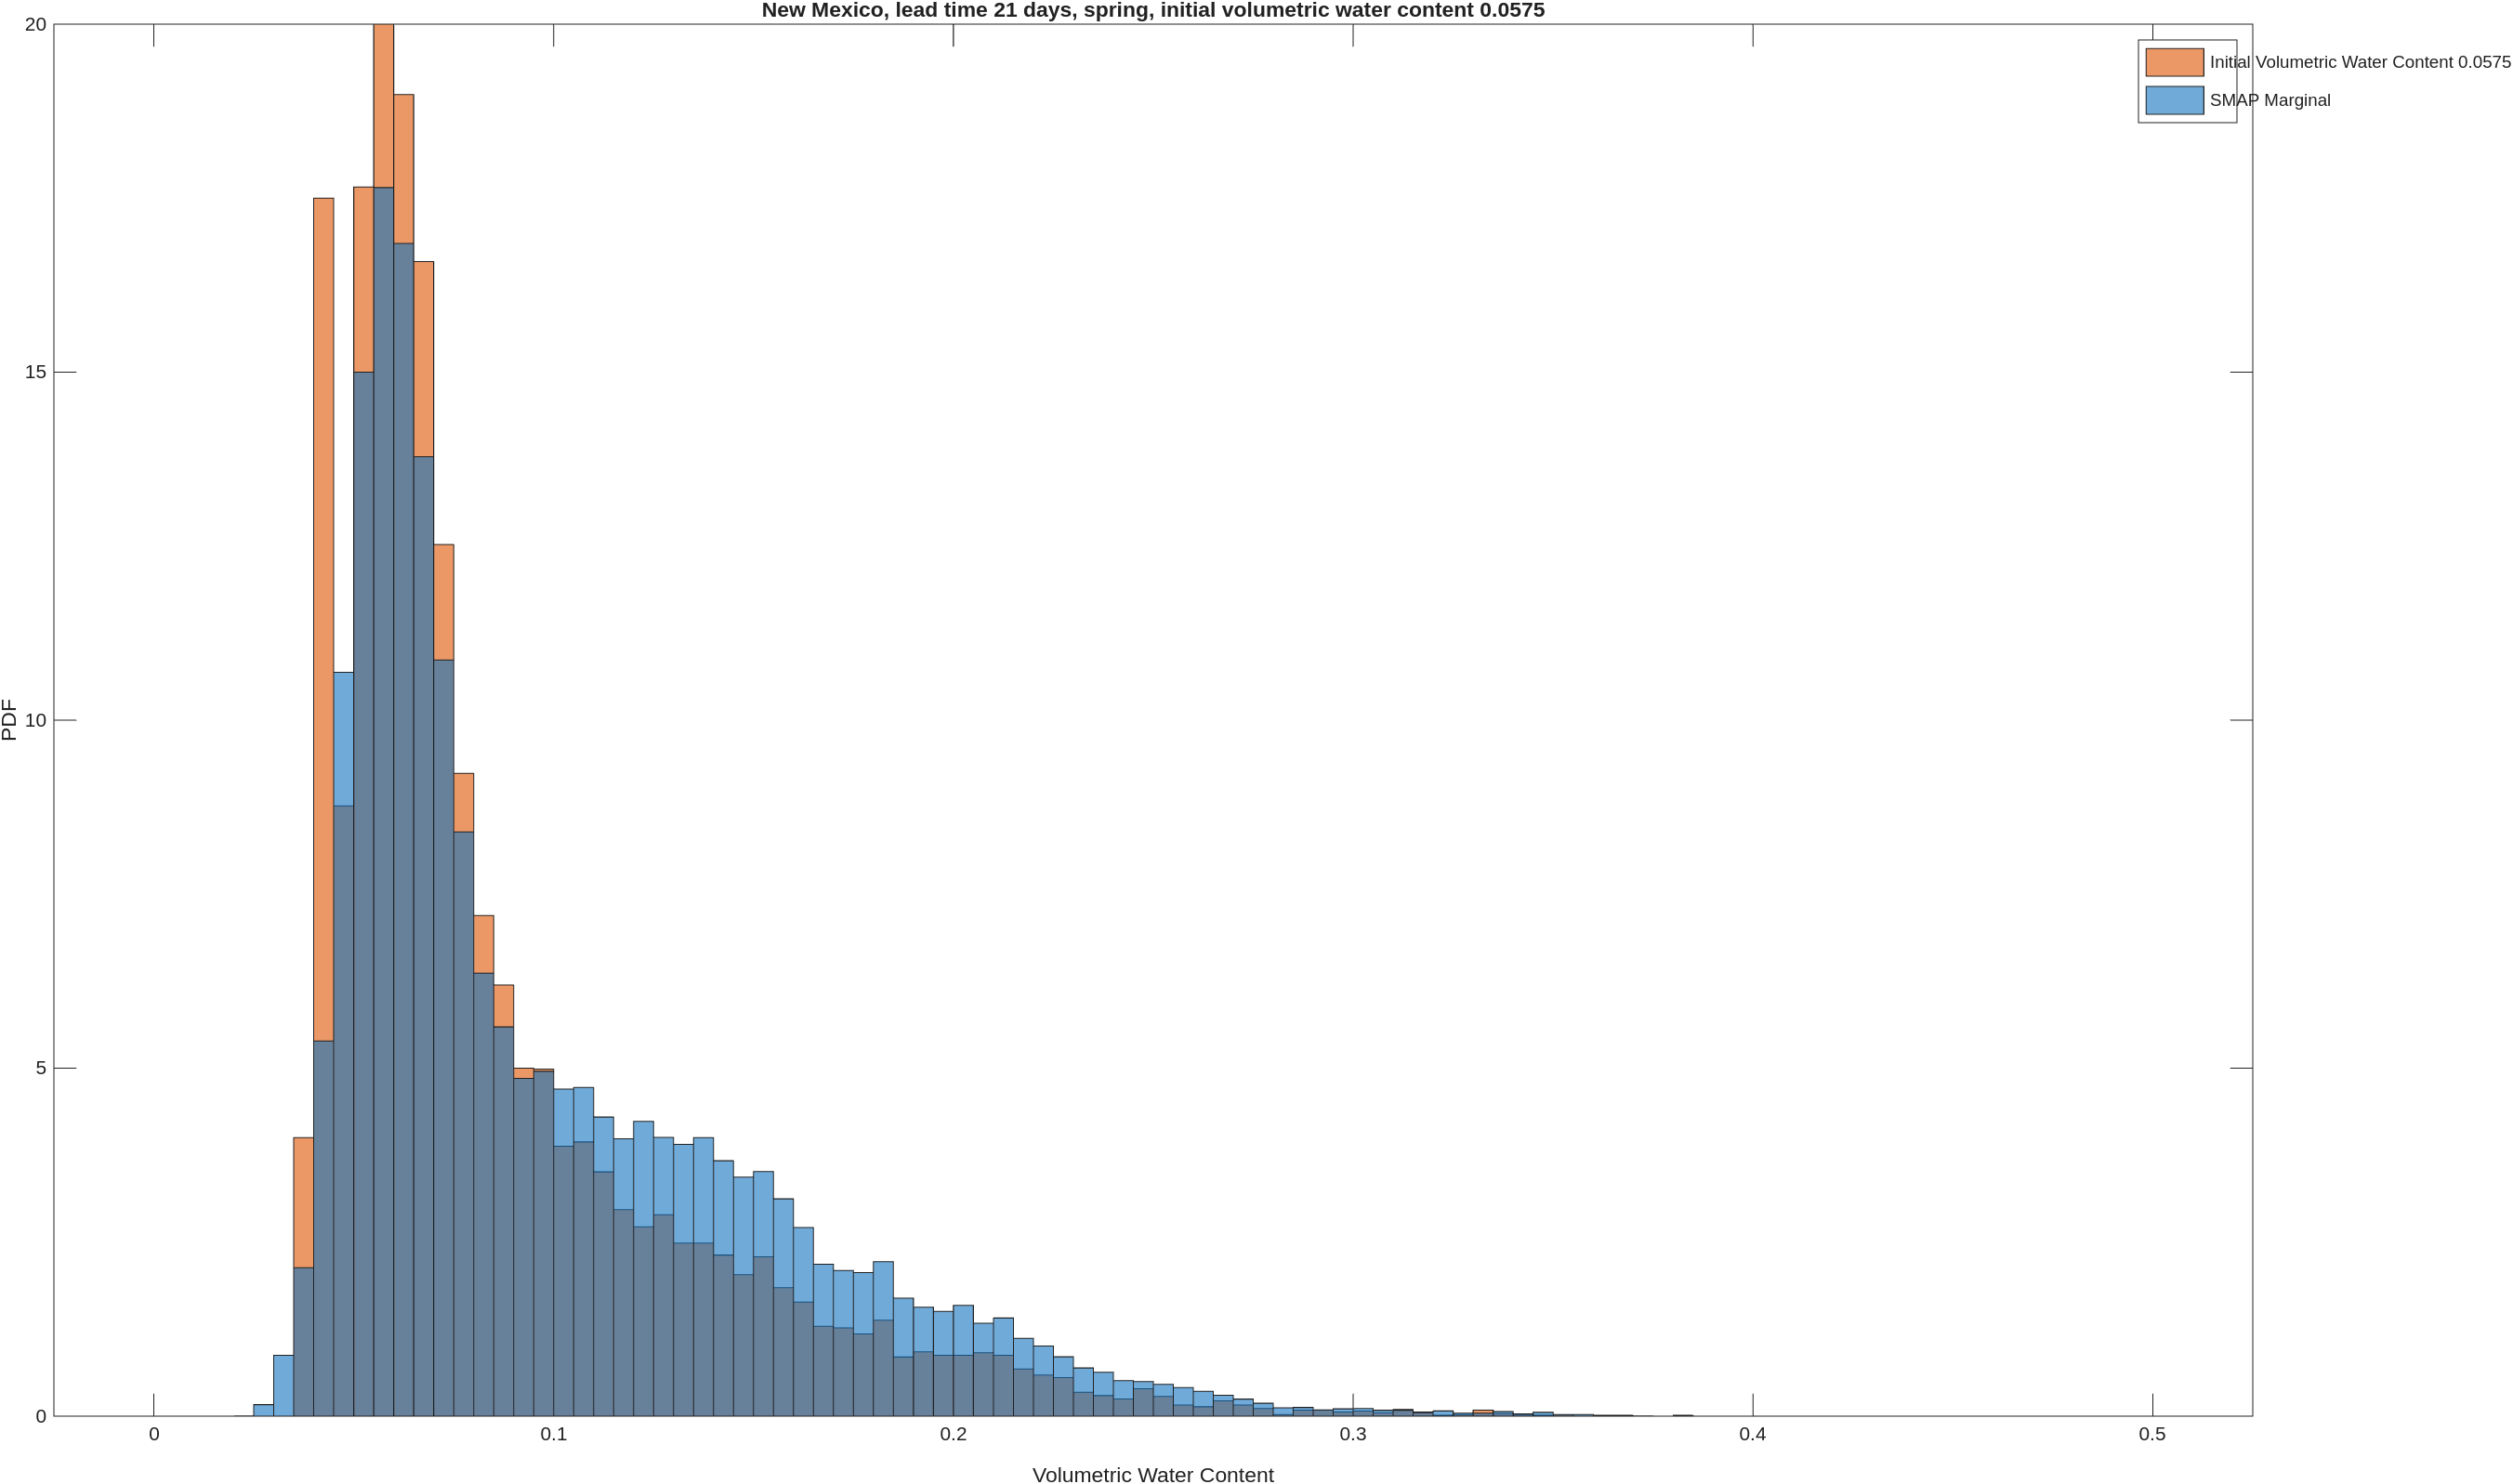 New Mexico, lead time 21 days, spring, initial volumetric water content 0.0575
20
15
10
5
0
PDF
Initial Volumetric Water Content 0.0575
SMAP Marginal
0 0.1 0.2 0.3 0.4 0.5
Volumetric Water Content